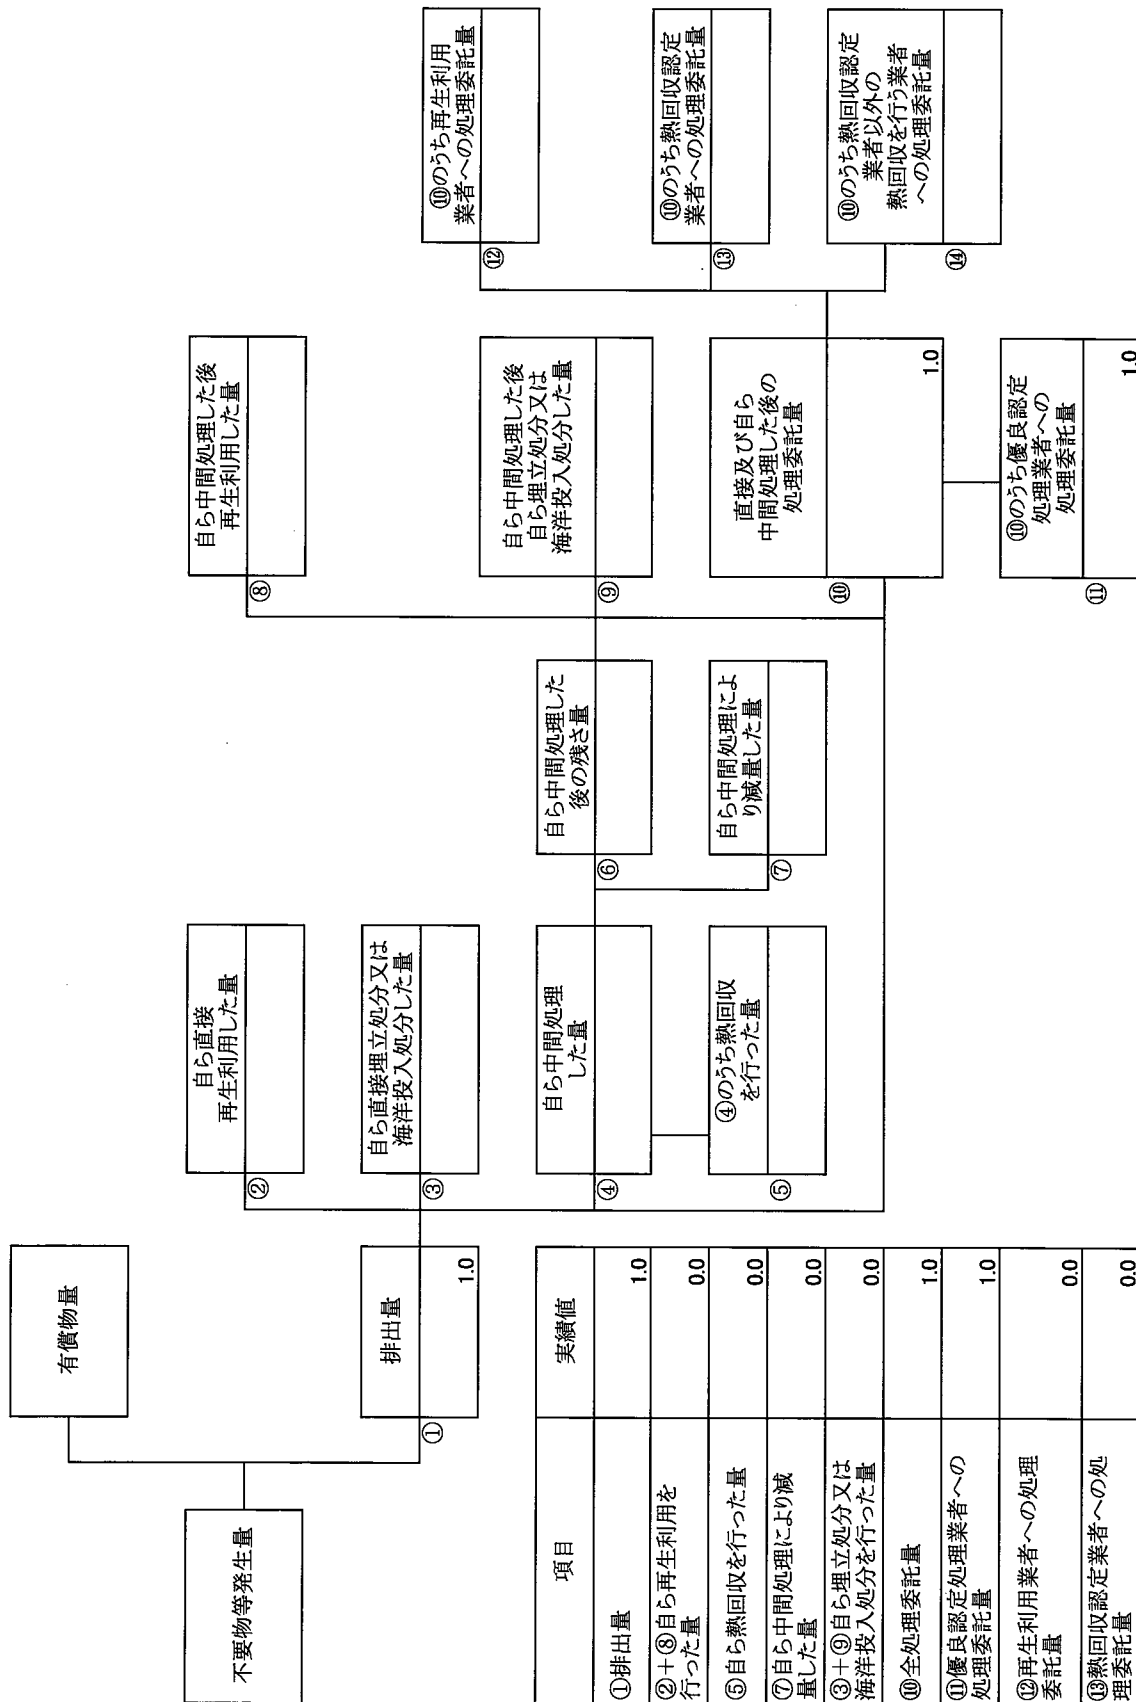 不要物等発生量
有償物量
①
排出量
1.0
②
自ら直接
再生利用した量
③
自ら直接埋立処分又は
海洋投入処分した量
④
自ら中間処理
した量
⑤
④のうち熱回収
を行った量
⑥
自ら中間処理した
後の残さ量
⑦
自ら中間処理によ
り減量した量
⑧
自ら中間処理した後
再生利用した量
⑨
自ら中間処理した後
自ら埋立処分又は
海洋投入処分した量
⑩
直接及び自ら
中間処理した後の
処理委託量
1.0
⑪
⑩のうち優良認定
処理業者への
処理委託量
1.0
⑫
⑩のうち再生利用
業者への処理委託量
⑬
⑩のうち熱回収認定
業者への処理委託量
⑭
⑩のうち熱回収認定
業者以外の
熱回収を行う業者
への処理委託量
項目 実績値
①排出量 1.0
②+⑧自ら再生利用を
行った量 0.0
⑤自ら熱回収を行った量 0.0
⑦自ら中間処理により減
量した量 0.0
③+⑨自ら埋立処分又は
海洋投入処分を行った量 0.0
⑩全処理委託量 1.0
⑪優良認定処理業者への
処理委託量 1.0
⑫再生利用業者への処理
委託量 0.0
⑬熱回収認定業者への処
理委託量 0.0